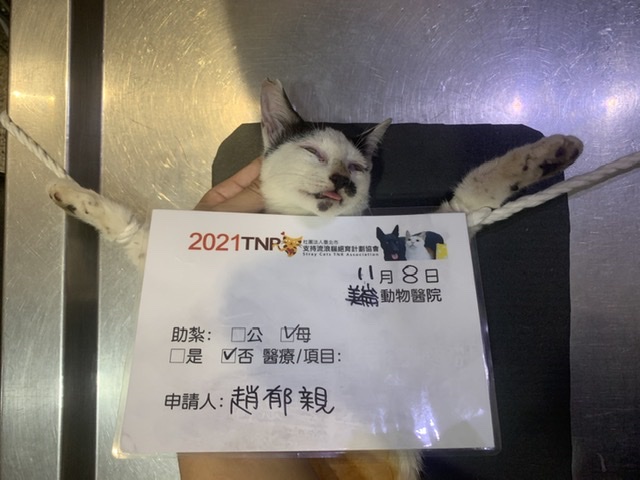 2021TNR 社團法人臺北市
支持流浪貓絕育計劃協會
Stray Cats TNR Association
11月8日
美崙動物醫院
助紮: □公 ☑母
□是 ☑否 醫療/項目:
申請人: 趙郁親